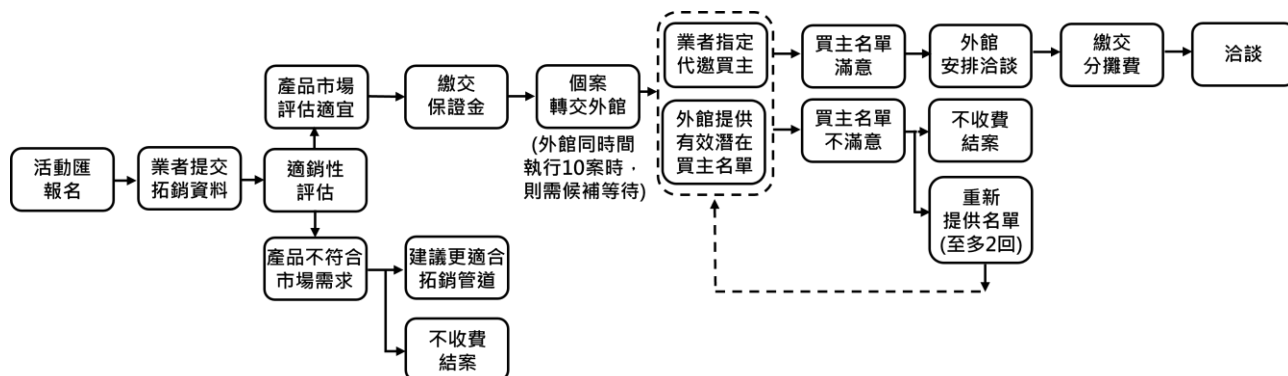 活動匯
報名
業者提交
拓銷資料
適銷性
評估
產品市場
評估適宜
繳交
保證金
個案
轉交外館
(外館同時間
執行10案時，
則需候補等待)
業者指定
代邀買主
外館提供
有效潛在
買主名單
買主名單
滿意
外館
安排洽談
繳交
分攤費
洽談
買主名單
不滿意
不收費
結案
重新
提供名單
(至多2回)
產品不符合
市場需求
建議更適合
拓銷管道
不收費
結案